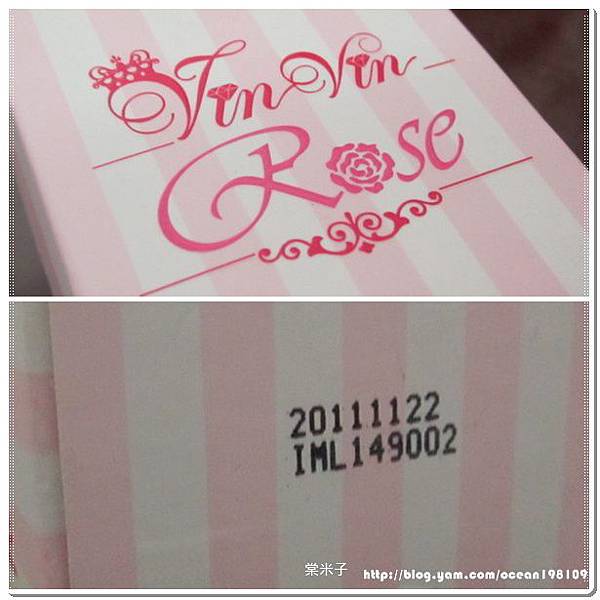 Vin Vin
Rose
20111122
IML149002
棠米子
http://blog.yam.com/ocean198109